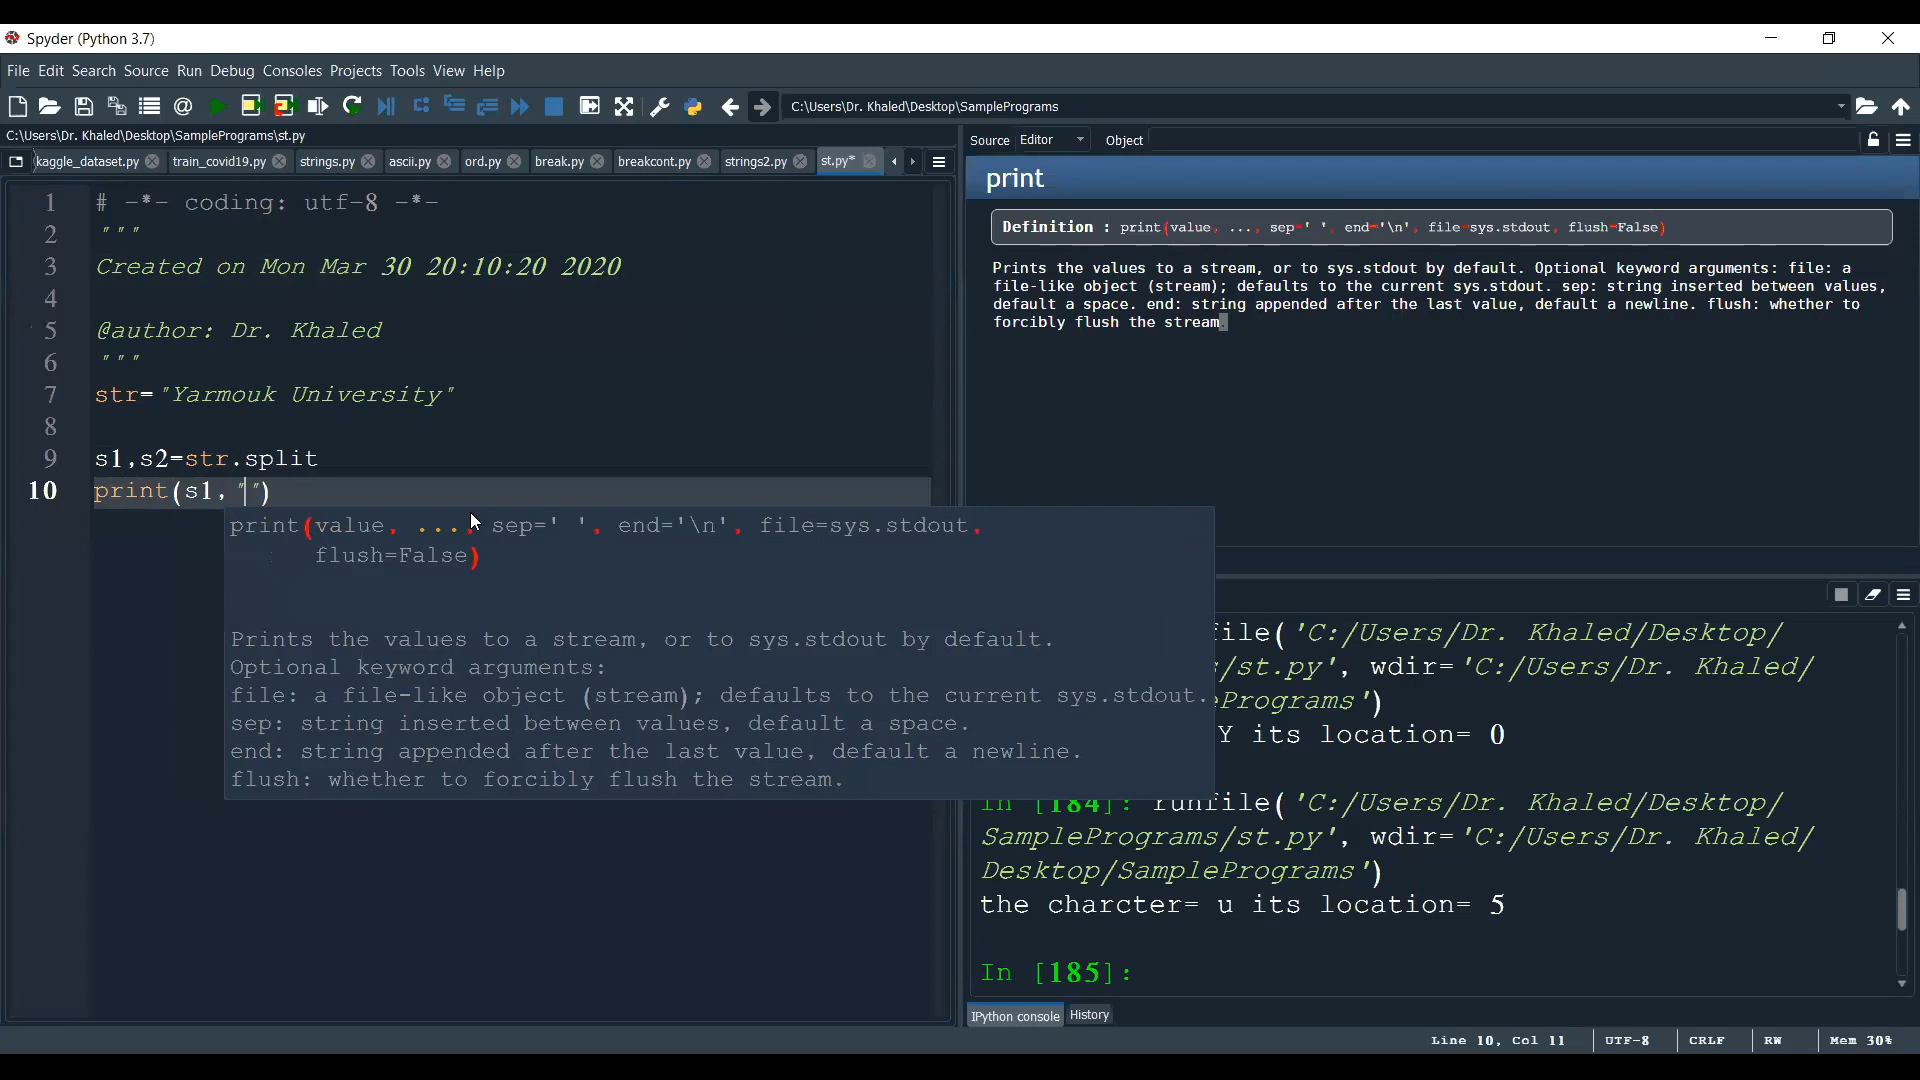 Spyder (Python 3.7)
File Edit Search Source Run Debug Consoles Projects Tools View Help
C:\Users\Dr. Khaled\Desktop\SamplePrograms
C:\Users\Dr. Khaled\Desktop\SamplePrograms\st.py
kaggle_dataset.py train_covid19.py strings.py ascii.py ord.py break.py breakcont.py strings2.py st.py*
1 # -*- coding: utf-8 -*-
2 """
3 Created on Mon Mar 30 20:10:20 2020
4
5 @author: Dr. Khaled
6 """
7 str="Yarmouk University"
8
9 s1,s2=str.split
10 print(s1,"")
print(value, ..., sep=' ', end='\n', file=sys.stdout,
flush=False)
Prints the values to a stream, or to sys.stdout by default.
Optional keyword arguments:
file: a file-like object (stream); defaults to the current sys.stdout.
sep: string inserted between values, default a space.
end: string appended after the last value, default a newline.
flush: whether to forcibly flush the stream.
Source Editor Object
print
Definition : print(value, ..., sep=' ', end='\n', file=sys.stdout, flush=False)
Prints the values to a stream, or to sys.stdout by default. Optional keyword arguments: file: a
file-like object (stream); defaults to the current sys.stdout. sep: string inserted between values,
default a space. end: string appended after the last value, default a newline. flush: whether to
forcibly flush the stream.
file('C:/Users/Dr. Khaled/Desktop/
/st.py', wdir='C:/Users/Dr. Khaled/
Programs')
Y its location= 0
In [184]: runfile('C:/Users/Dr. Khaled/Desktop/
SamplePrograms/st.py', wdir='C:/Users/Dr. Khaled/
Desktop/SamplePrograms')
the charcter= u its location= 5
In [185]:
IPython console History
Line 10, Col 11 UTF-8 CRLF RW Mem 30%